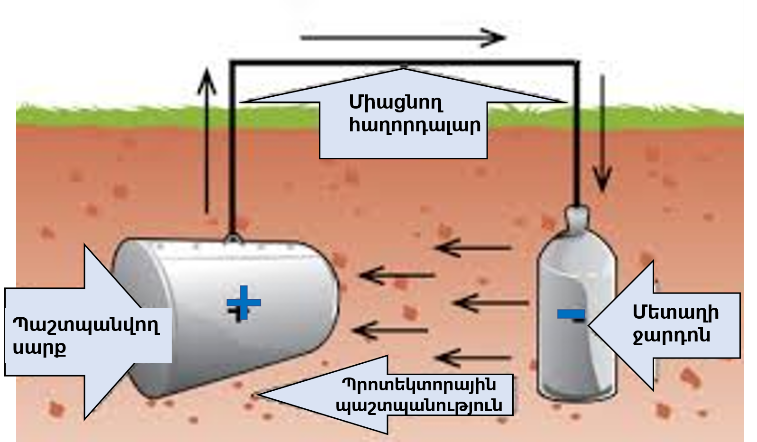 Միացնող
հաղորդալար
Պաշտպանվող
սարք
Մետաղի
ջարդոն
Պրոտեկտորային
պաշտպանություն